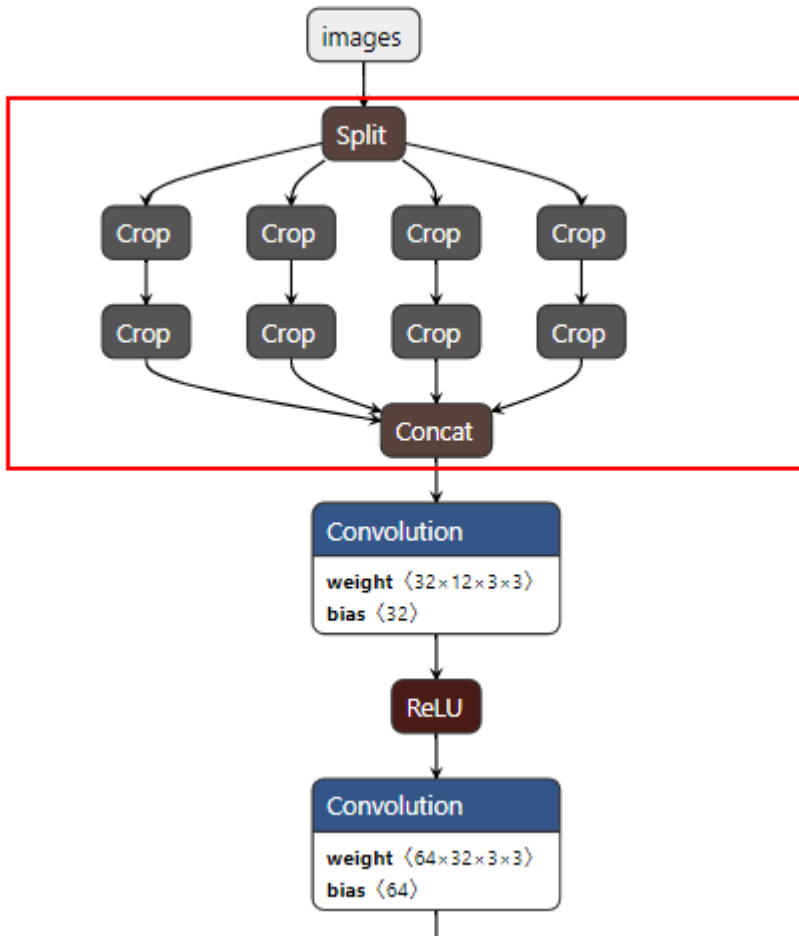 images
Split
Crop Crop Crop Crop
Crop Crop Crop Crop
Concat
Convolution
weight 〈32×12×3×3〉
bias 〈32〉
ReLU
Convolution
weight 〈64×32×3×3〉
bias 〈64〉